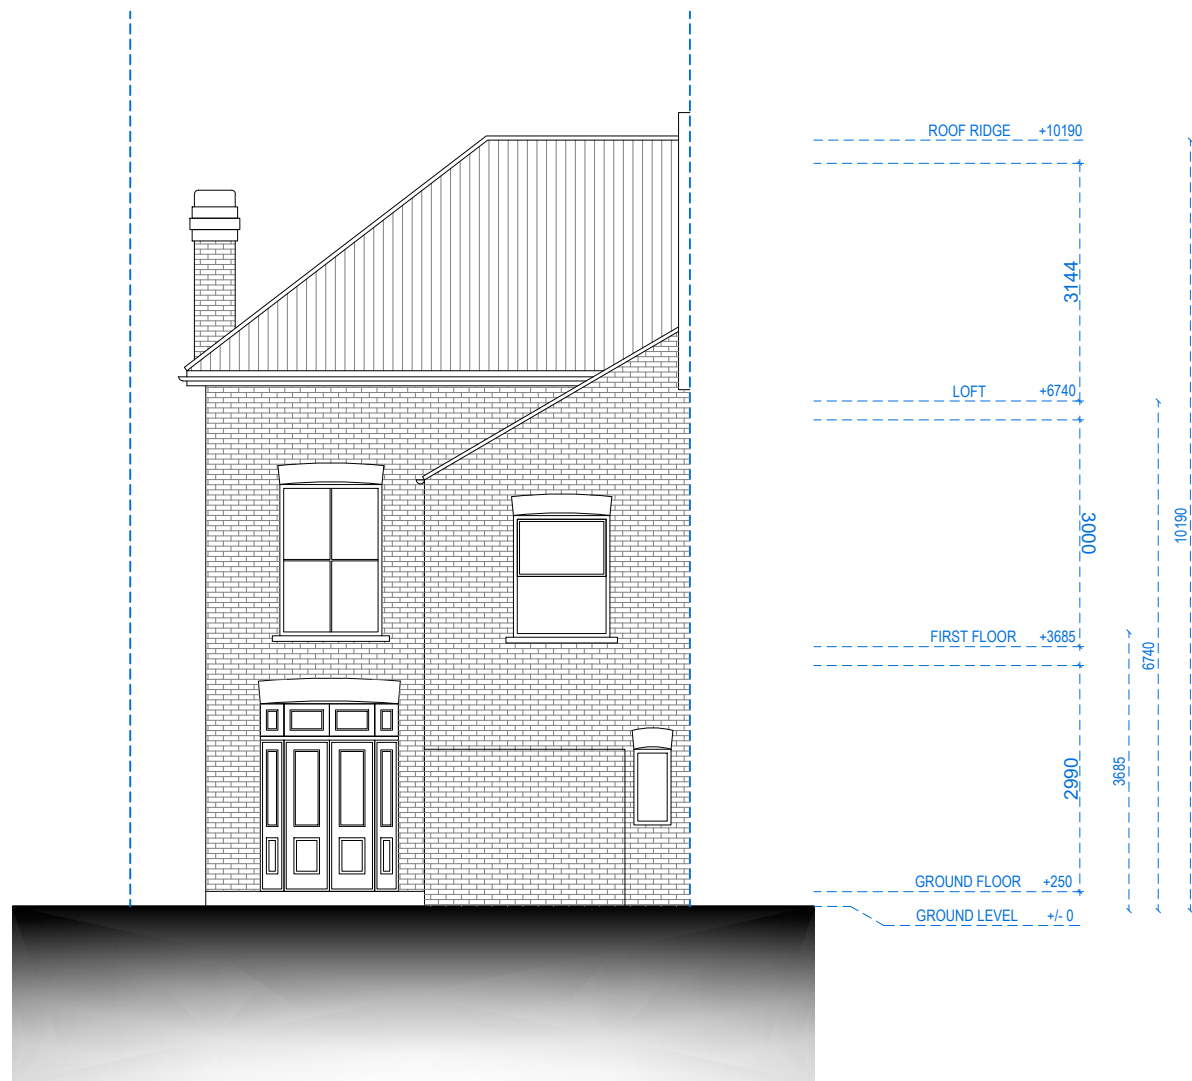 ROOF RIDGE +10190
3144
LOFT +6740
3000
10190
FIRST FLOOR +3685
6740
2990
3685
GROUND FLOOR +250
GROUND LEVEL +/- 0